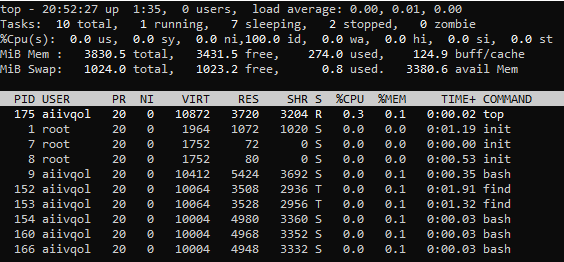 top - 20:52:27 up  1:35,  0 users,  load average: 0.00, 0.01, 0.00
Tasks:  10 total,   1 running,   7 sleeping,   2 stopped,   0 zombie
%Cpu(s):  0.0 us,  0.0 sy,  0.0 ni,100.0 id,  0.0 wa,  0.0 hi,  0.0 si,  0.0 st
MiB Mem :   3830.5 total,   3431.5 free,    274.0 used,    124.9 buff/cache
MiB Swap:   1024.0 total,   1023.2 free,      0.8 used.   3380.6 avail Mem
PID USER      PR  NI    VIRT    RES    SHR S  %CPU  %MEM     TIME+ COMMAND
175 aiivqol   20   0   10872   3720   3204 R   0.3   0.1   0:00.02 top
1 root      20   0    1964   1072   1020 S   0.0   0.0   0:01.19 init
7 root      20   0    1752     72      0 S   0.0   0.0   0:00.00 init
8 root      20   0    1752     80      0 S   0.0   0.0   0:00.53 init
9 aiivqol   20   0   10412   5424   3692 S   0.0   0.1   0:00.35 bash
152 aiivqol   20   0   10064   3508   2936 T   0.0   0.1   0:01.91 find
153 aiivqol   20   0   10064   3528   2956 T   0.0   0.1   0:01.32 find
154 aiivqol   20   0   10004   4980   3360 S   0.0   0.1   0:00.03 bash
160 aiivqol   20   0   10004   4968   3352 S   0.0   0.1   0:00.03 bash
166 aiivqol   20   0   10004   4948   3332 S   0.0   0.1   0:00.03 bash